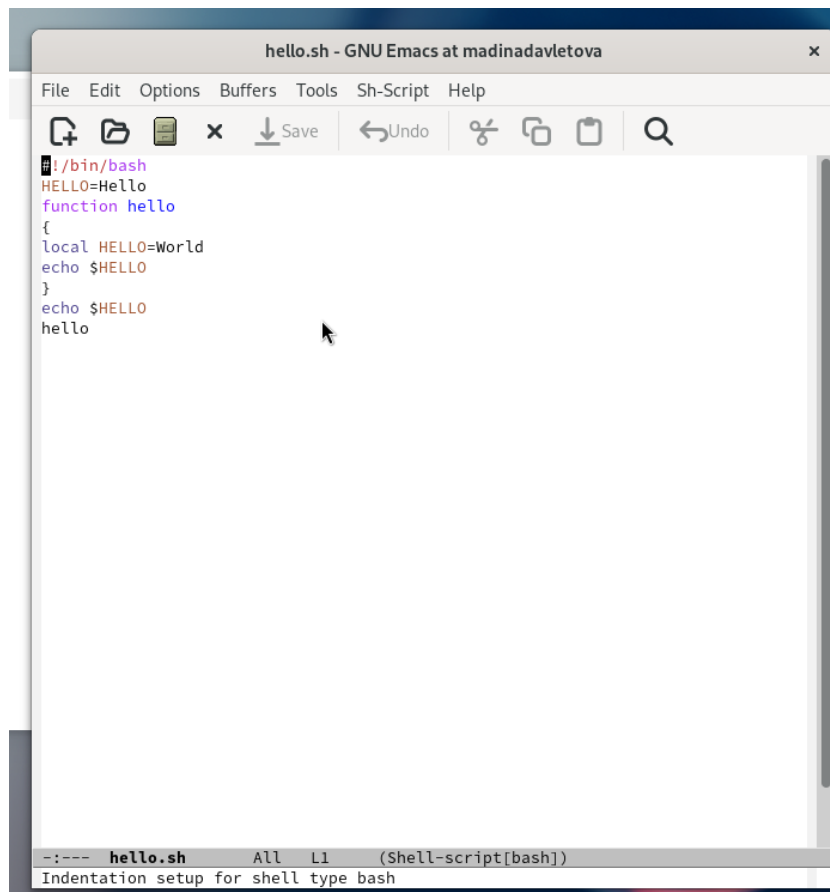 hello.sh - GNU Emacs at madinadavletova
File Edit Options Buffers Tools Sh-Script Help
Save Undo
#!/bin/bash
HELLO=Hello
function hello
{
local HELLO=World
echo $HELLO
}
echo $HELLO
hello
-:--- hello.sh All L1 (Shell-script[bash])
Indentation setup for shell type bash